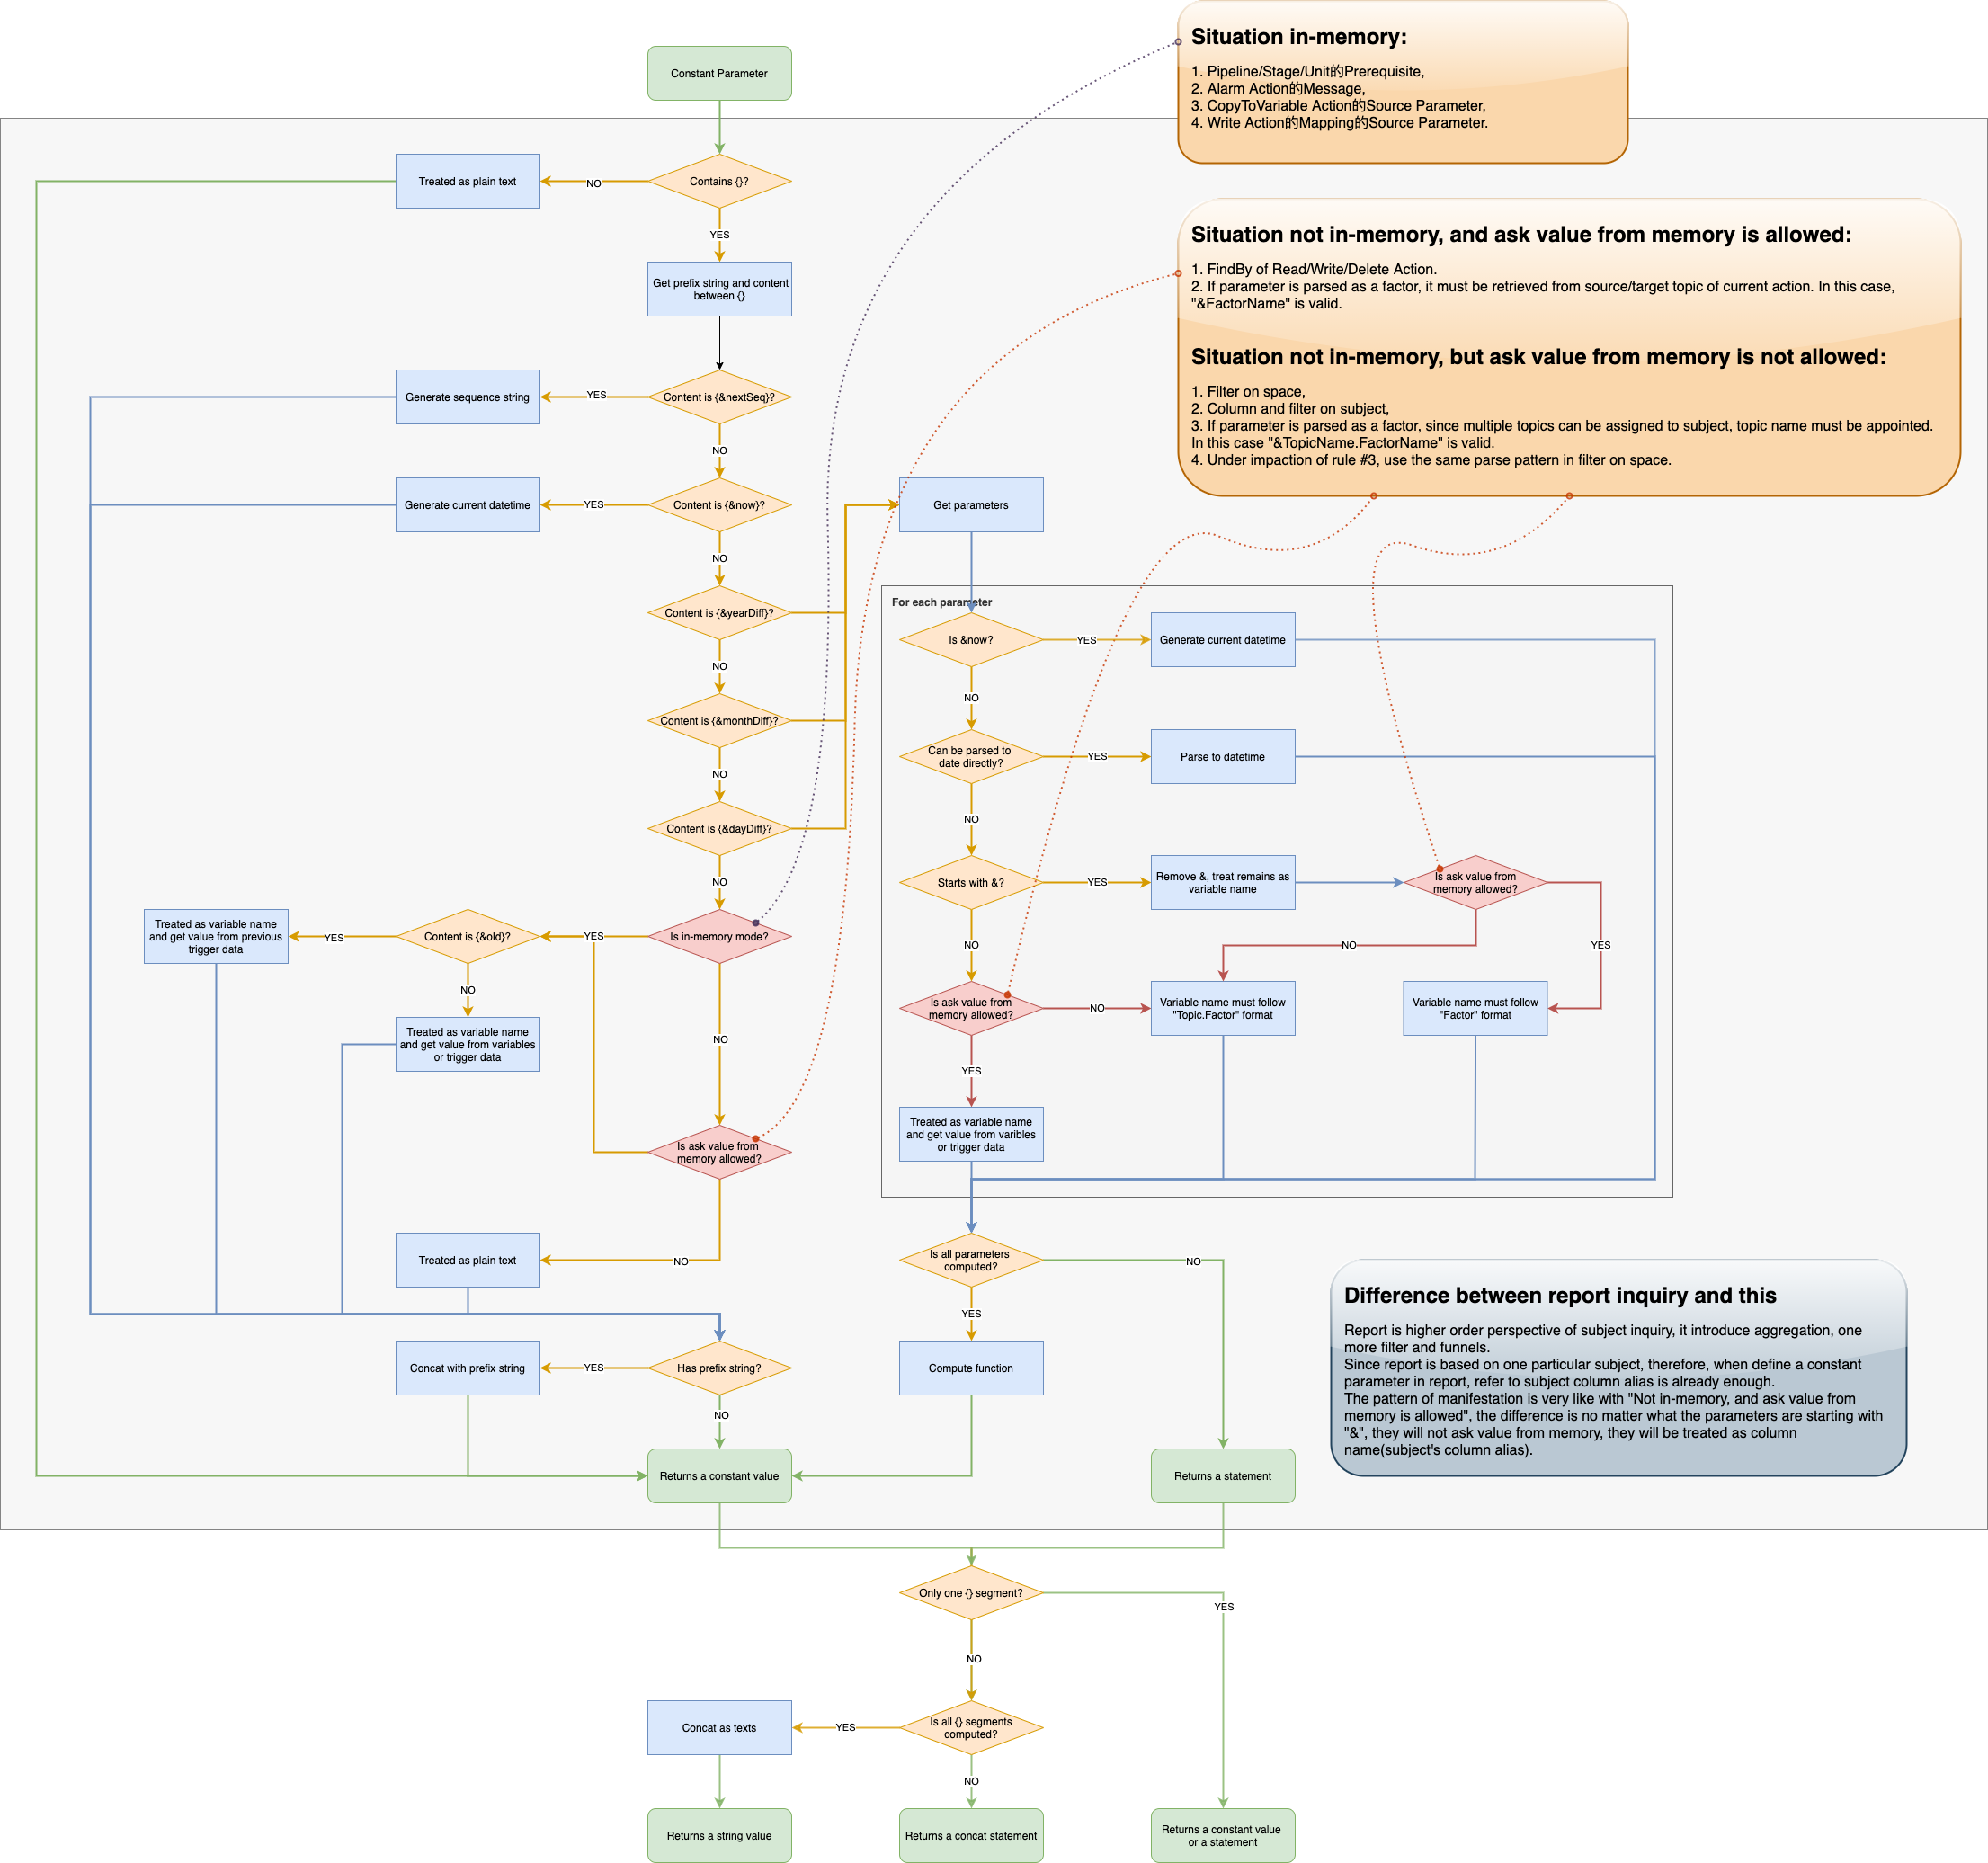 Situation in-memory:
1. Pipeline/Stage/Unit的Prerequisite,
2. Alarm Action的Message,
3. CopyToVariable Action的Source Parameter,
4. Write Action的Mapping的Source Parameter.
Constant Parameter
Treated as plain text
NO
Contains {}?
YES
Get prefix string and content
between {}
Situation not in-memory, and ask value from memory is allowed:
1. FindBy of Read/Write/Delete Action.
2. If parameter is parsed as a factor, it must be retrieved from source/target topic of current action. In this case,
"&FactorName" is valid.
Situation not in-memory, but ask value from memory is not allowed:
1. Filter on space,
2. Column and filter on subject,
3. If parameter is parsed as a factor, since multiple topics can be assigned to subject, topic name must be appointed.
In this case "&TopicName.FactorName" is valid.
4. Under impaction of rule #3, use the same parse pattern in filter on space.
Generate sequence string
YES
Content is {&nextSeq}?
NO
Generate current datetime
YES
Content is {&now}?
NO
Content is {&yearDiff}?
NO
Content is {&monthDiff}?
NO
Content is {&dayDiff}?
NO
Get parameters
For each parameter
Is &now?
YES
Generate current datetime
NO
Can be parsed to
date directly?
YES
Parse to datetime
NO
Starts with &?
YES
Remove &, treat remains as
variable name
Is ask value from
memory allowed?
NO
NO
YES
Is ask value from
memory allowed?
NO
Variable name must follow
"Topic.Factor" format
Variable name must follow
"Factor" format
YES
Treated as variable name
and get value from varibles
or trigger data
Treated as variable name
and get value from previous
trigger data
YES
Content is {&old}?
YES
Is in-memory mode?
NO
Treated as variable name
and get value from variables
or trigger data
NO
Is ask value from
memory allowed?
Treated as plain text
NO
Is all parameters
computed?
NO
YES
Concat with prefix string
YES
Has prefix string?
NO
Compute function
Returns a constant value
Returns a statement
Difference between report inquiry and this
Report is higher order perspective of subject inquiry, it introduce aggregation, one
more filter and funnels.
Since report is based on one particular subject, therefore, when define a constant
parameter in report, refer to subject column alias is already enough.
The pattern of manifestation is very like with "Not in-memory, and ask value from
memory is allowed", the difference is no matter what the parameters are starting with
"&", they will not ask value from memory, they will be treated as column
name(subject's column alias).
Only one {} segment?
YES
NO
Concat as texts
YES
Is all {} segments
computed?
NO
Returns a string value
Returns a concat statement
Returns a constant value
or a statement